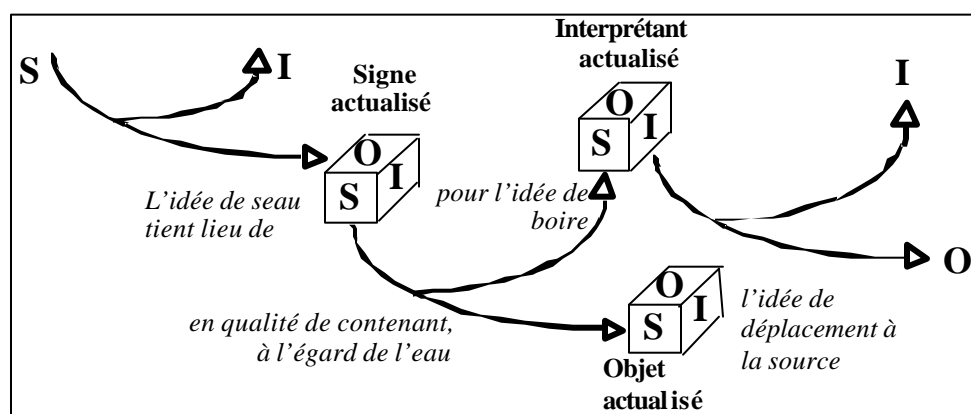 S
I
Signe
actualisé
O
S
I
L’idée de seau
tient lieu de
en qualité de contenant,
à l’égard de l’eau
Interprétant
actualisé
O
S
I
pour l’idée de
boire
O
S
I
Objet
actualisé
l’idée de
déplacement à
la source
I
O